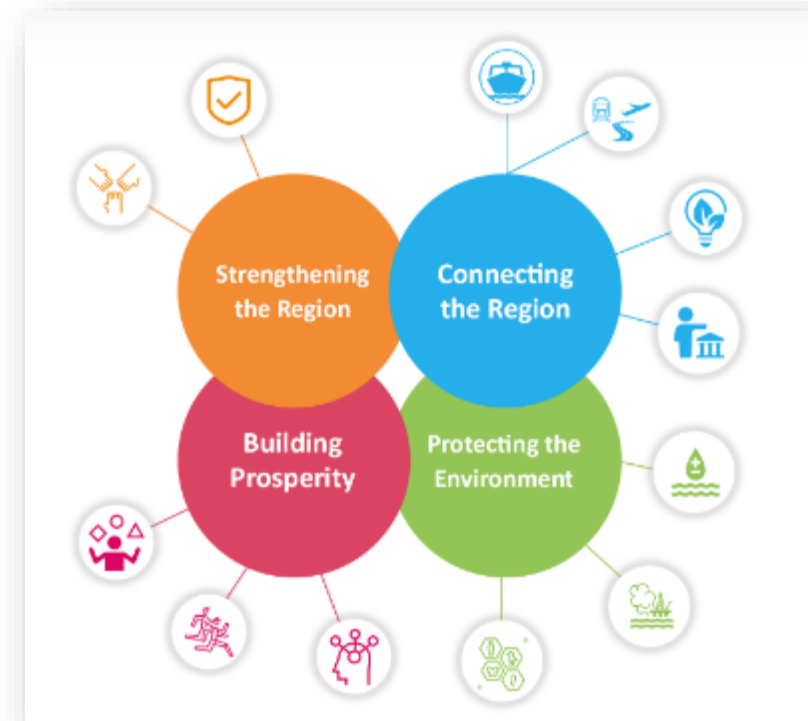 Strengthening
the Region
Connecting
the Region
Building
Prosperity
Protecting the
Environment